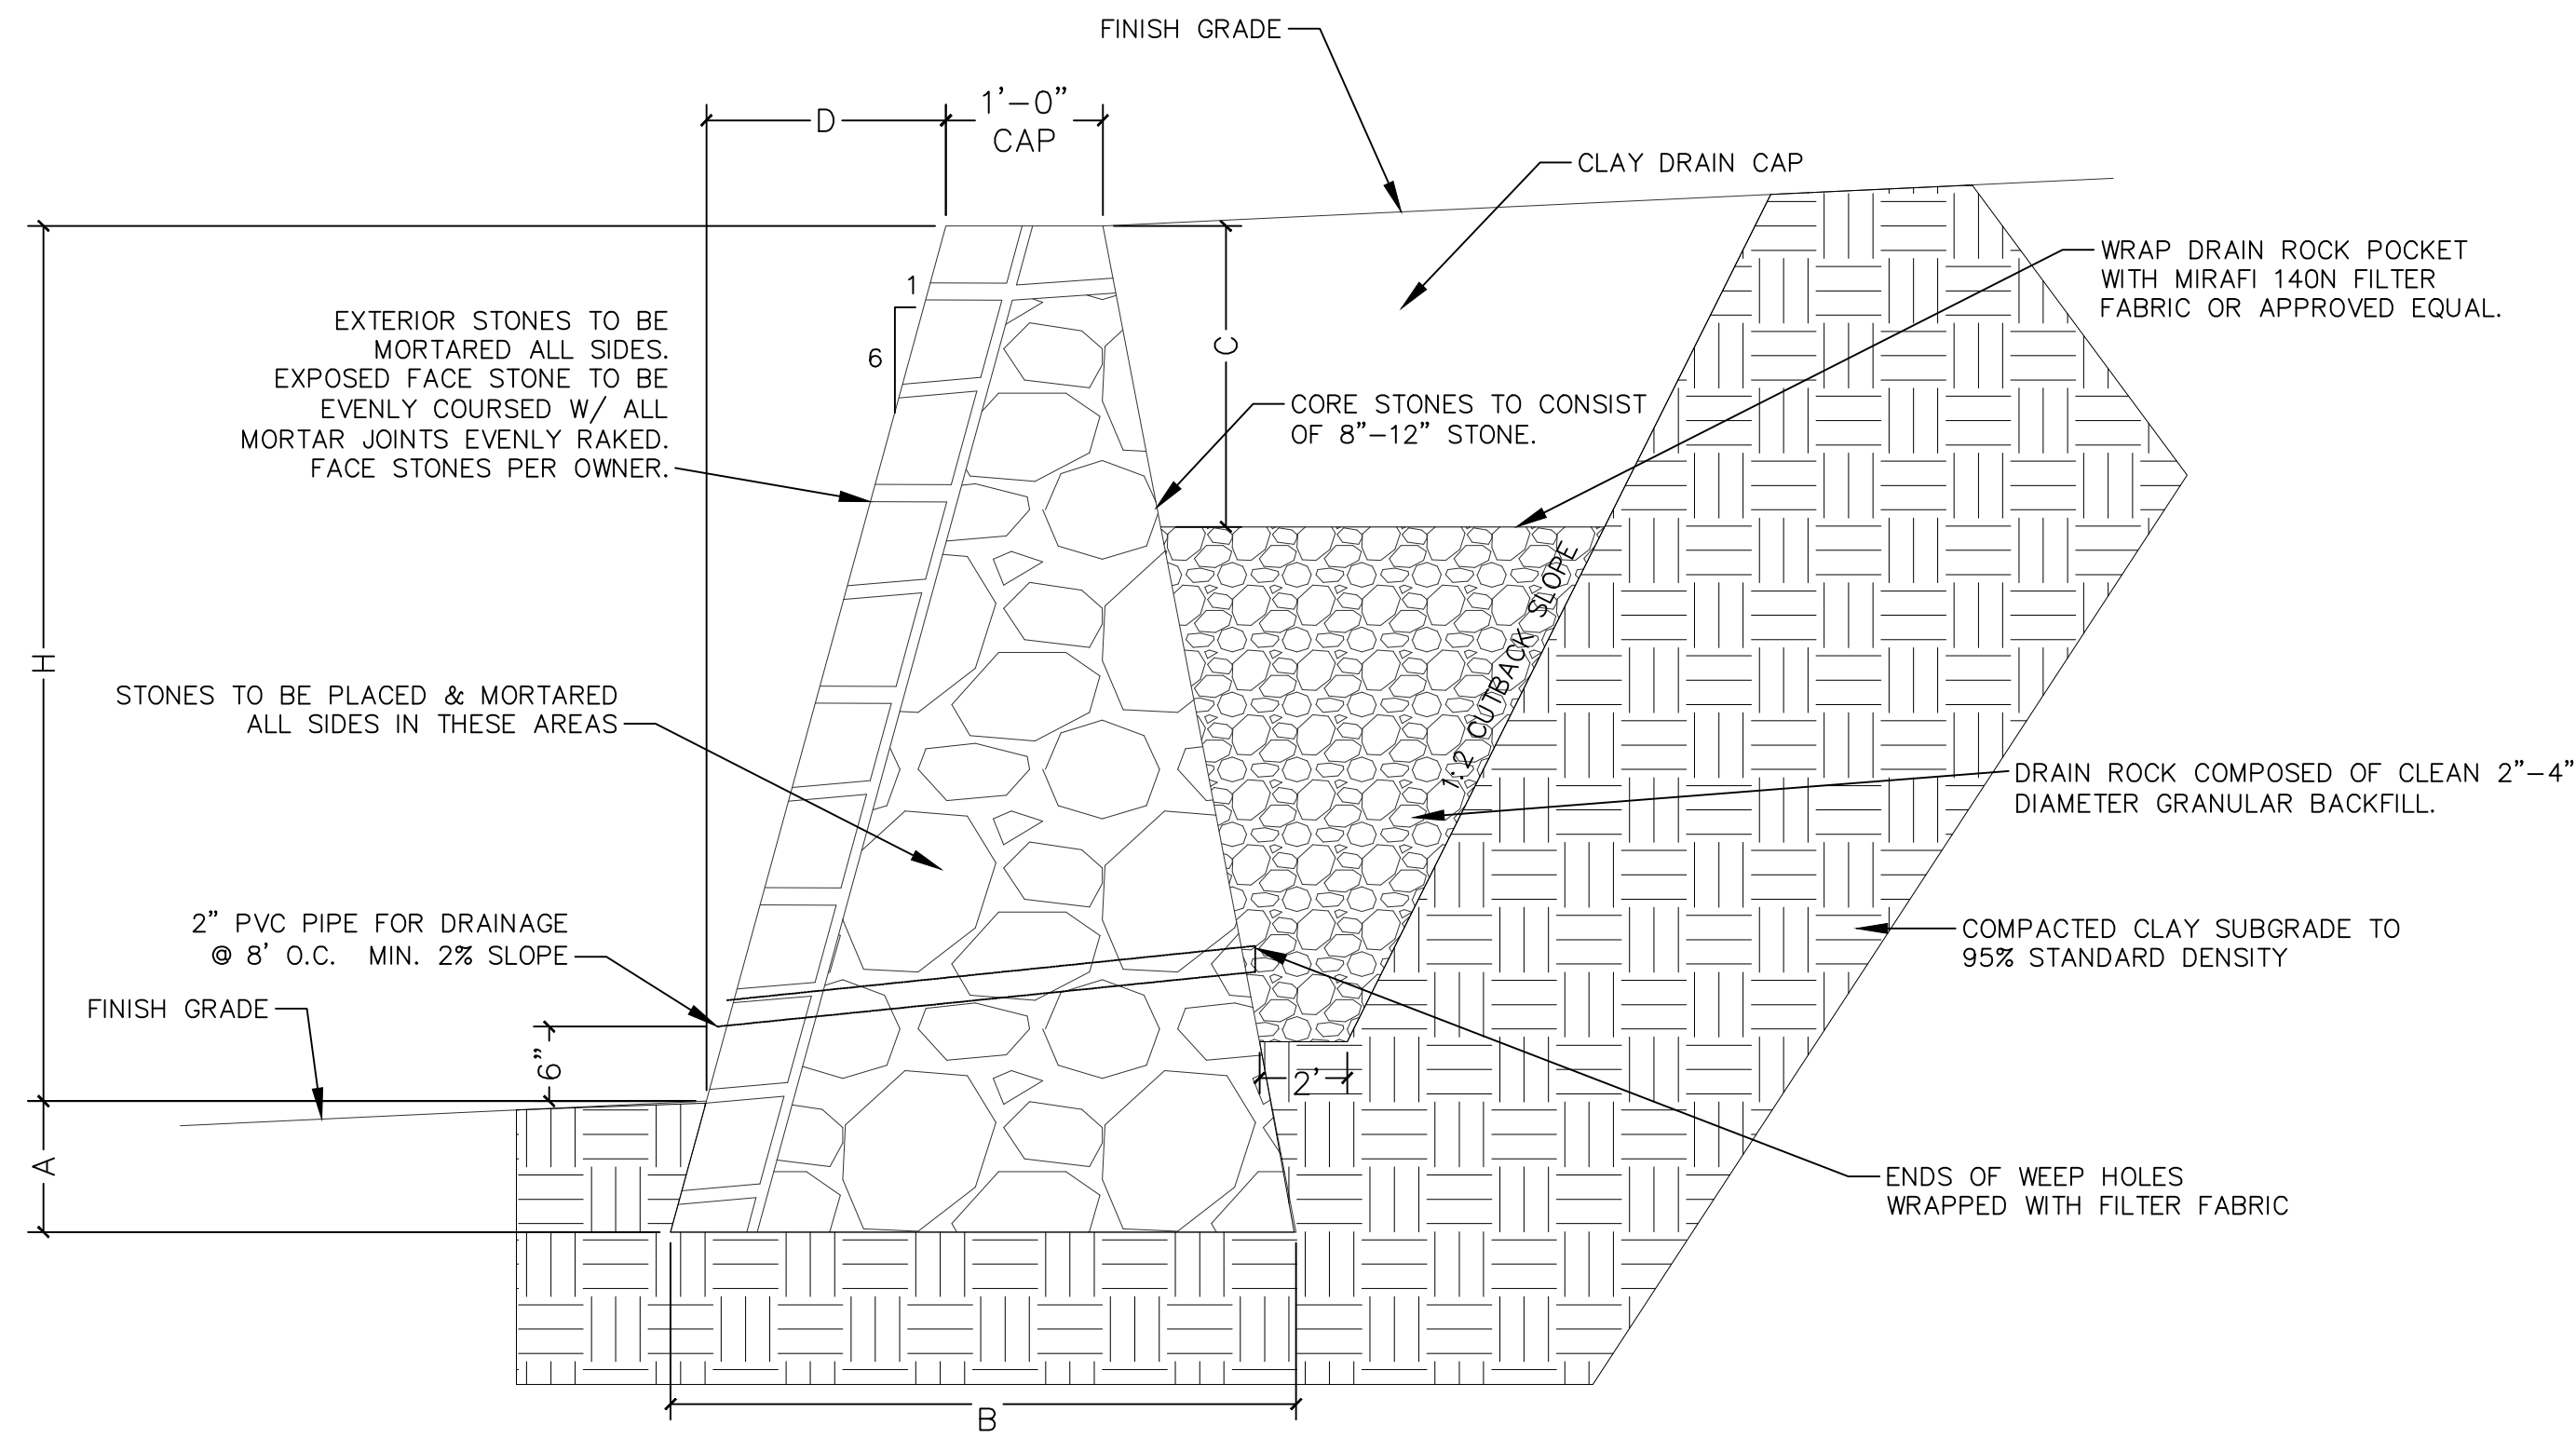 FINISH GRADE
1'-0"
CAP
D
CLAY DRAIN CAP
WRAP DRAIN ROCK POCKET
WITH MIRAFI 140N FILTER
FABRIC OR APPROVED EQUAL.
1
6
C
EXTERIOR STONES TO BE
MORTARED ALL SIDES.
EXPOSED FACE STONE TO BE
EVENLY COURSED W/ ALL
MORTAR JOINTS EVENLY RAKED.
FACE STONES PER OWNER.
CORE STONES TO CONSIST
OF 8"-12" STONE.
1:2 CUTBACK SLOPE
H
STONES TO BE PLACED & MORTARED
ALL SIDES IN THESE AREAS
DRAIN ROCK COMPOSED OF CLEAN 2"-4"
DIAMETER GRANULAR BACKFILL.
2" PVC PIPE FOR DRAINAGE
@ 8' O.C. MIN. 2% SLOPE
COMPACTED CLAY SUBGRADE TO
95% STANDARD DENSITY
FINISH GRADE
6"
2'
A
ENDS OF WEEP HOLES
WRAPPED WITH FILTER FABRIC
B